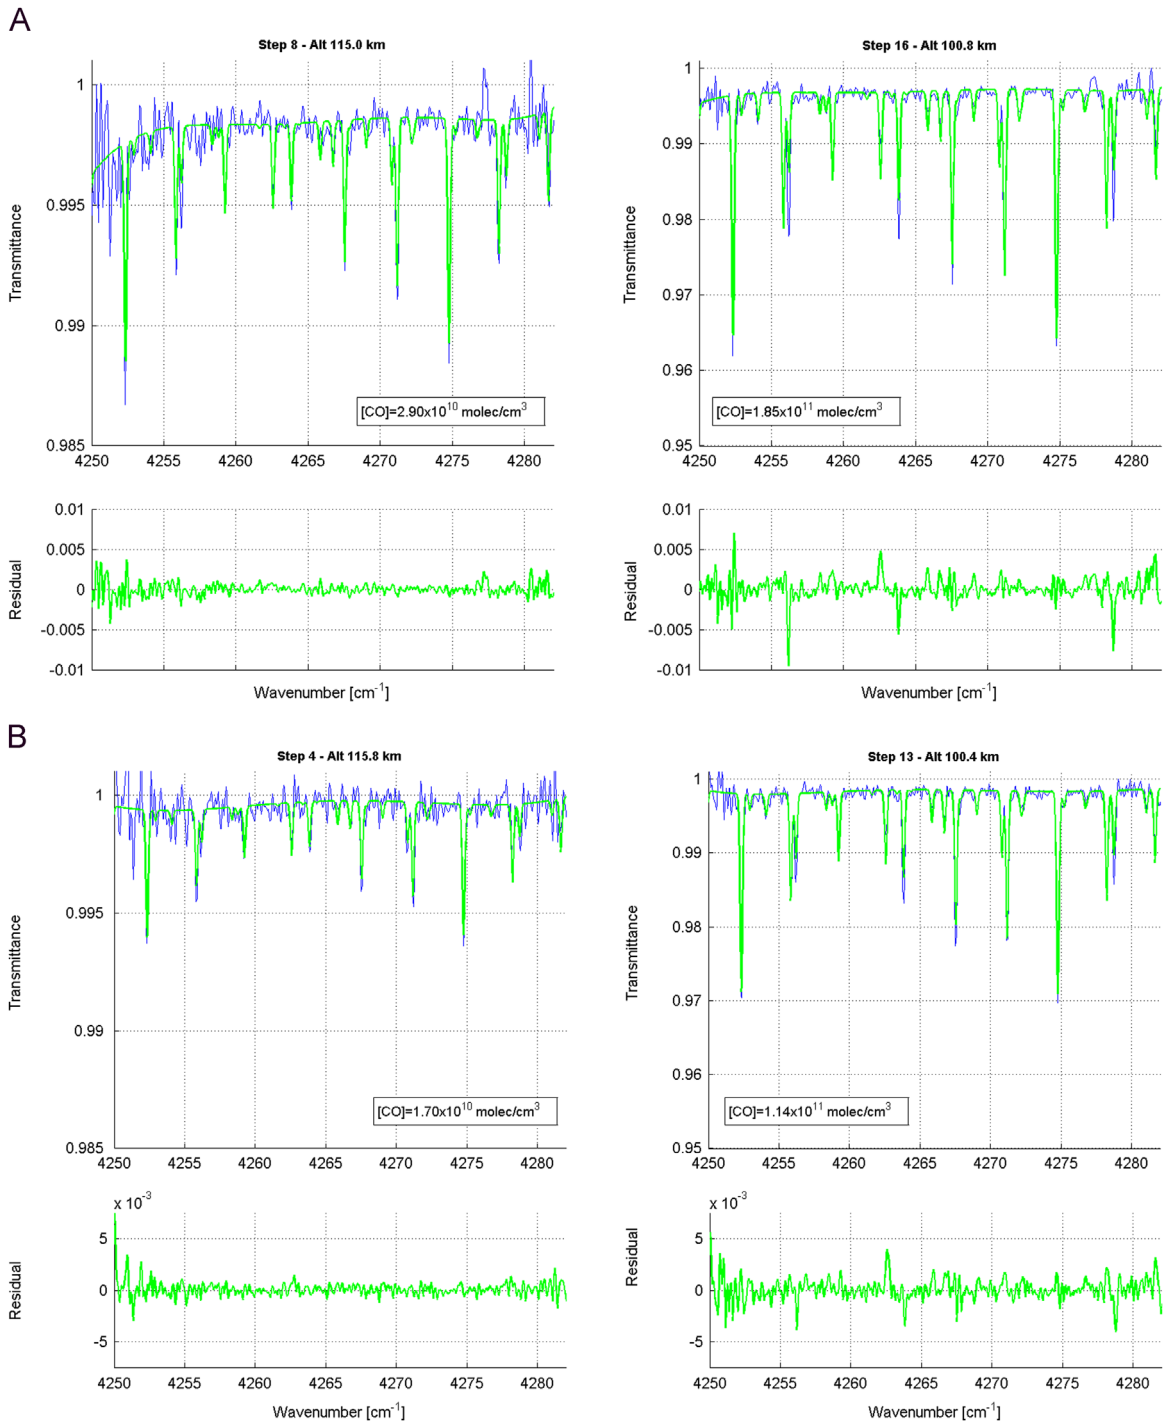 A
Step 8 - Alt 115.0 km
Step 16 - Alt 100.8 km
Transmittance
1
0.995
0.99
0.985
[CO]=2.90x10^10 molec/cm^3
4250 4255 4260 4265 4270 4275 4280
Transmittance
1
0.99
0.98
0.97
0.96
0.95
[CO]=1.85x10^11 molec/cm^3
4250 4255 4260 4265 4270 4275 4280
Residual
0.01
0.005
0
-0.005
-0.01
Wavenumber [cm^-1]
Residual
0.01
0.005
0
-0.005
-0.01
Wavenumber [cm^-1]
B
Step 4 - Alt 115.8 km
Step 13 - Alt 100.4 km
Transmittance
1
0.995
0.99
0.985
[CO]=1.70x10^10 molec/cm^3
4250 4255 4260 4265 4270 4275 4280
Transmittance
1
0.99
0.98
0.97
0.96
0.95
[CO]=1.14x10^11 molec/cm^3
4250 4255 4260 4265 4270 4275 4280
x 10^-3
Residual
5
0
-5
4250 4255 4260 4265 4270 4275 4280
Wavenumber [cm^-1]
x 10^-3
Residual
5
0
-5
4250 4255 4260 4265 4270 4275 4280
Wavenumber [cm^-1]